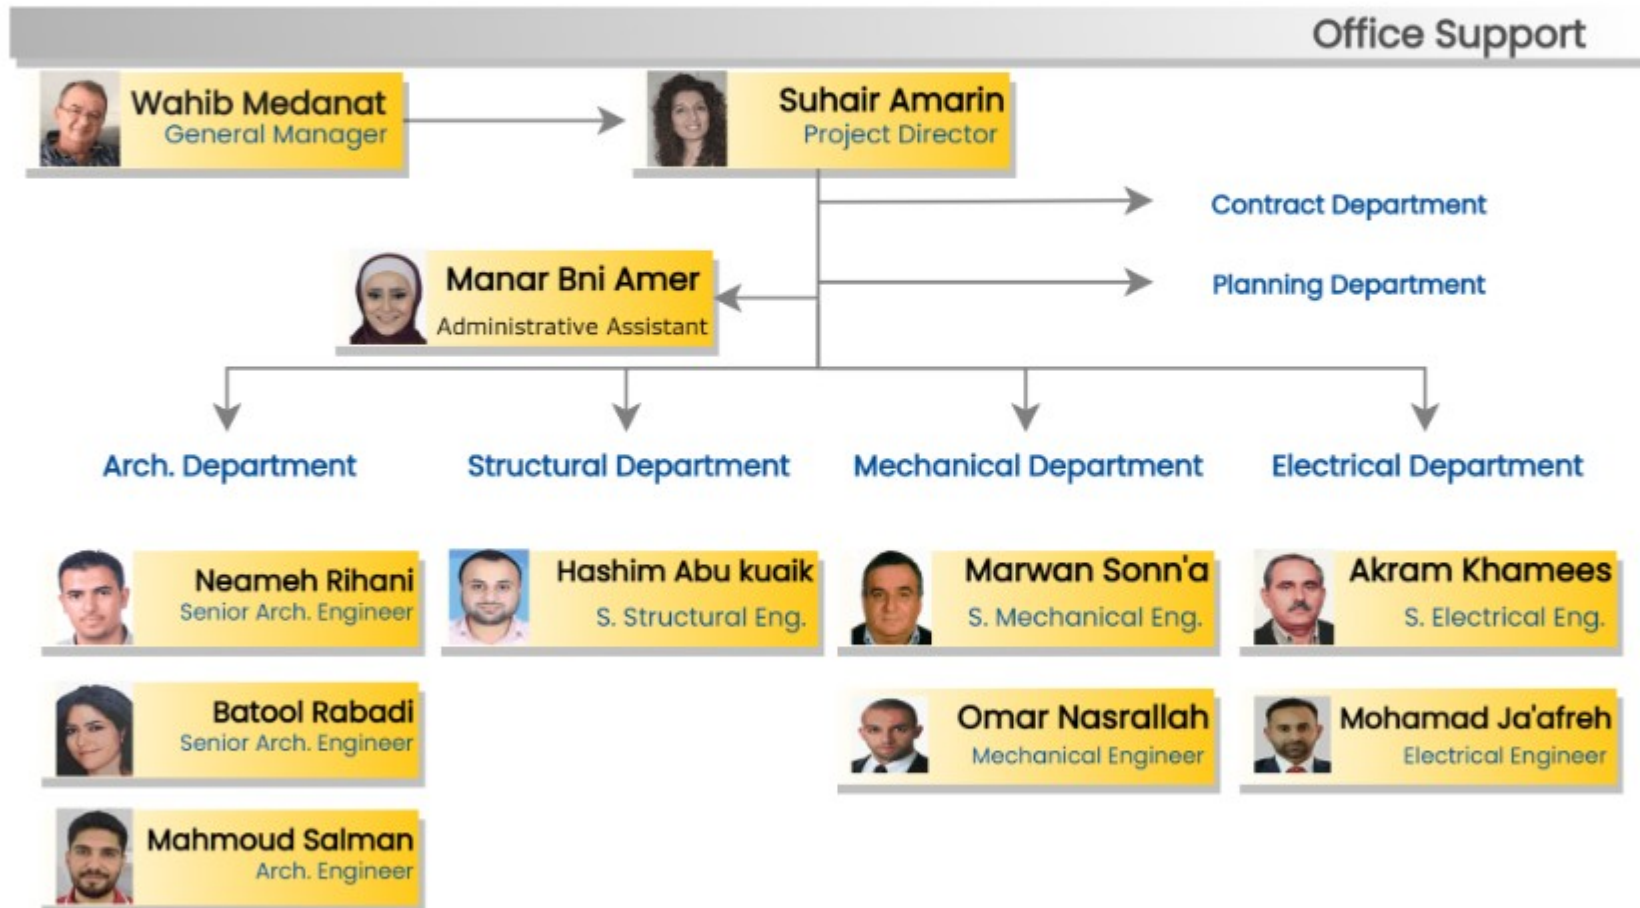 Office Support
Wahib Medanat
General Manager
Suhair Amarin
Project Director
Contract Department
Planning Department
Manar Bni Amer
Administrative Assistant
Arch. Department
Structural Department
Mechanical Department
Electrical Department
Neameh Rihani
Senior Arch. Engineer
Batool Rabadi
Senior Arch. Engineer
Mahmoud Salman
Arch. Engineer
Hashim Abu kuaik
S. Structural Eng.
Marwan Sonn'a
S. Mechanical Eng.
Omar Nasrallah
Mechanical Engineer
Akram Khamees
S. Electrical Eng.
Mohamad Ja'afreh
Electrical Engineer